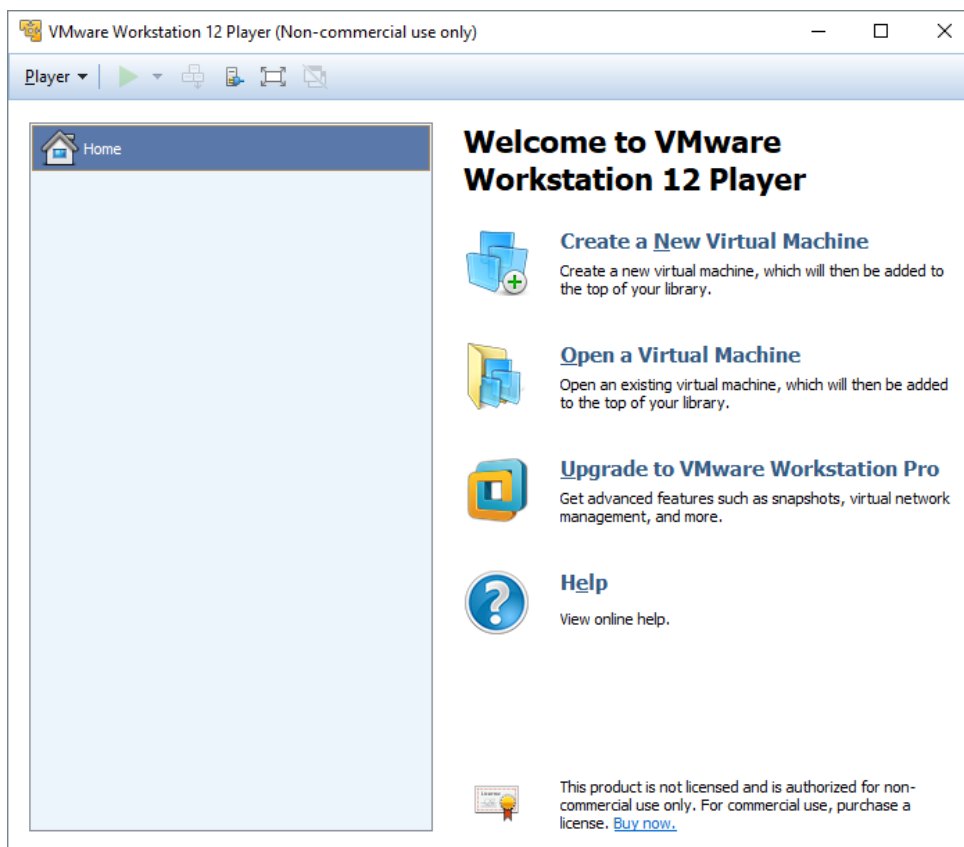 VMware Workstation 12 Player (Non-commercial use only)
Player
Home
Welcome to VMware
Workstation 12 Player
Create a New Virtual Machine
Create a new virtual machine, which will then be added to
the top of your library.
Open a Virtual Machine
Open an existing virtual machine, which will then be added
to the top of your library.
Upgrade to VMware Workstation Pro
Get advanced features such as snapshots, virtual network
management, and more.
Help
View online help.
This product is not licensed and is authorized for non-
commercial use only. For commercial use, purchase a
license. Buy now.